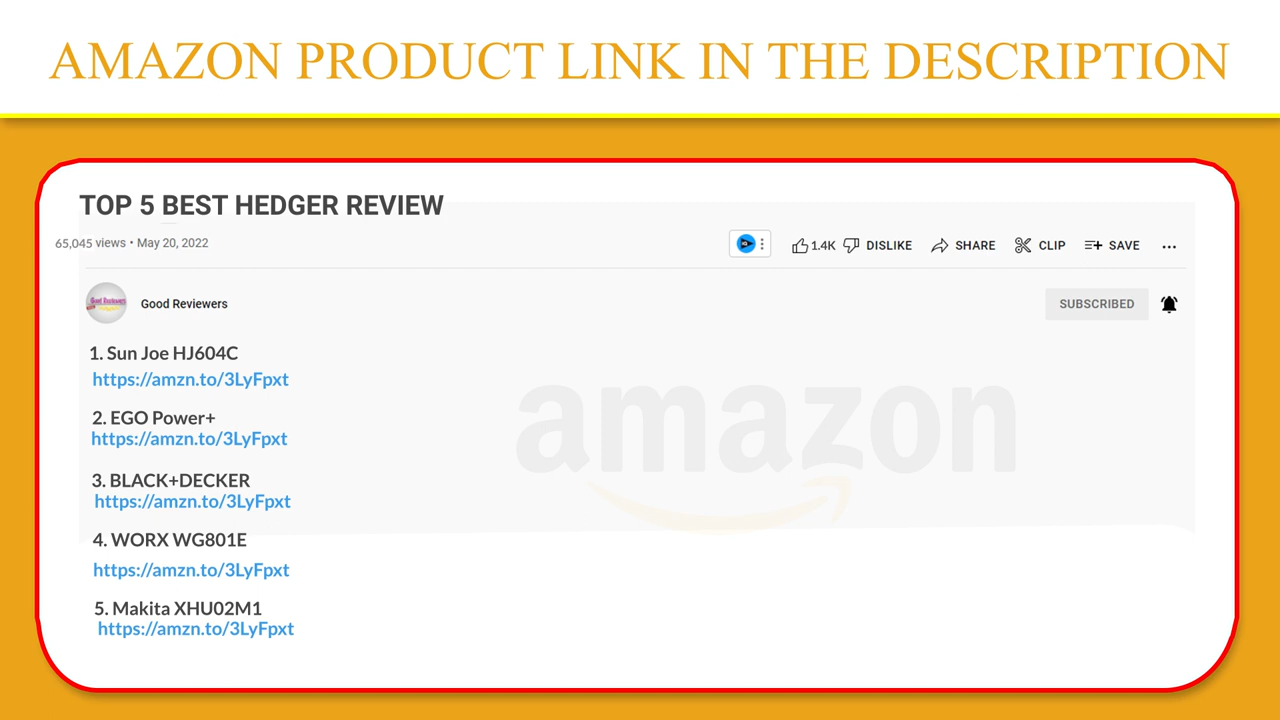 AMAZON PRODUCT LINK IN THE DESCRIPTION
TOP 5 BEST HEDGER REVIEW
65,045 views • May 20, 2022
1.4K DISLIKE SHARE CLIP SAVE ...
Good Reviewers
SUBSCRIBED
1. Sun Joe HJ604C
https://amzn.to/3LyFpxt
2. EGO Power+
https://amzn.to/3LyFpxt
3. BLACK+DECKER
https://amzn.to/3LyFpxt
4. WORX WG801E
https://amzn.to/3LyFpxt
5. Makita XHU02M1
https://amzn.to/3LyFpxt
amazon